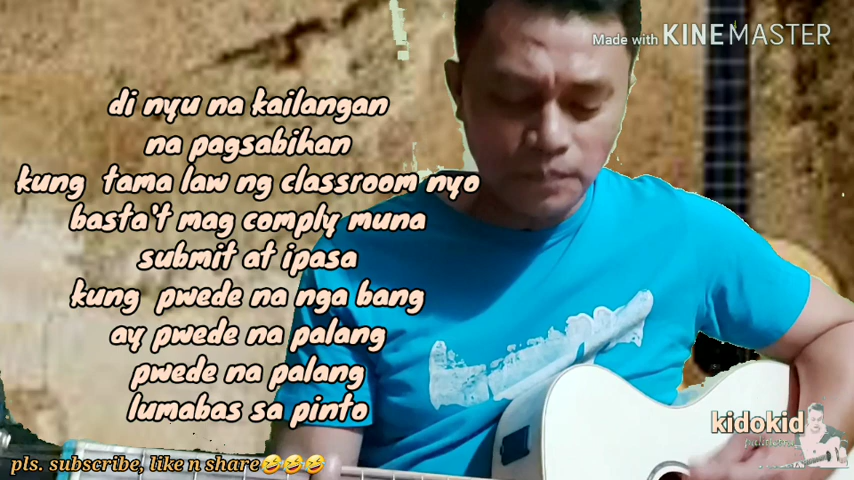 Made with KINEMASTER
di nyu na kailangan
na pagsabihan
kung tama law ng classroom nyo
basta't mag comply muna
submit at ipasa
kung pwede na nga bang
ay pwede na palang
pwede na palang
lumabas sa pinto
kidokid
pls. subscribe, like n share🤣🤣🤣